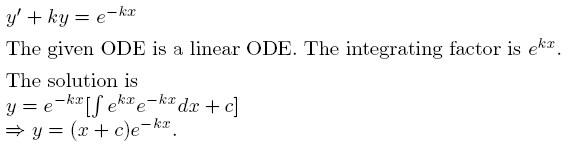 y′ + ky = e^{−kx}
The given ODE is a linear ODE. The integrating factor is e^{kx}.
The solution is
y = e^{−kx}[∫ e^{kx}e^{−kx}dx + c]
⇒ y = (x + c)e^{−kx}.